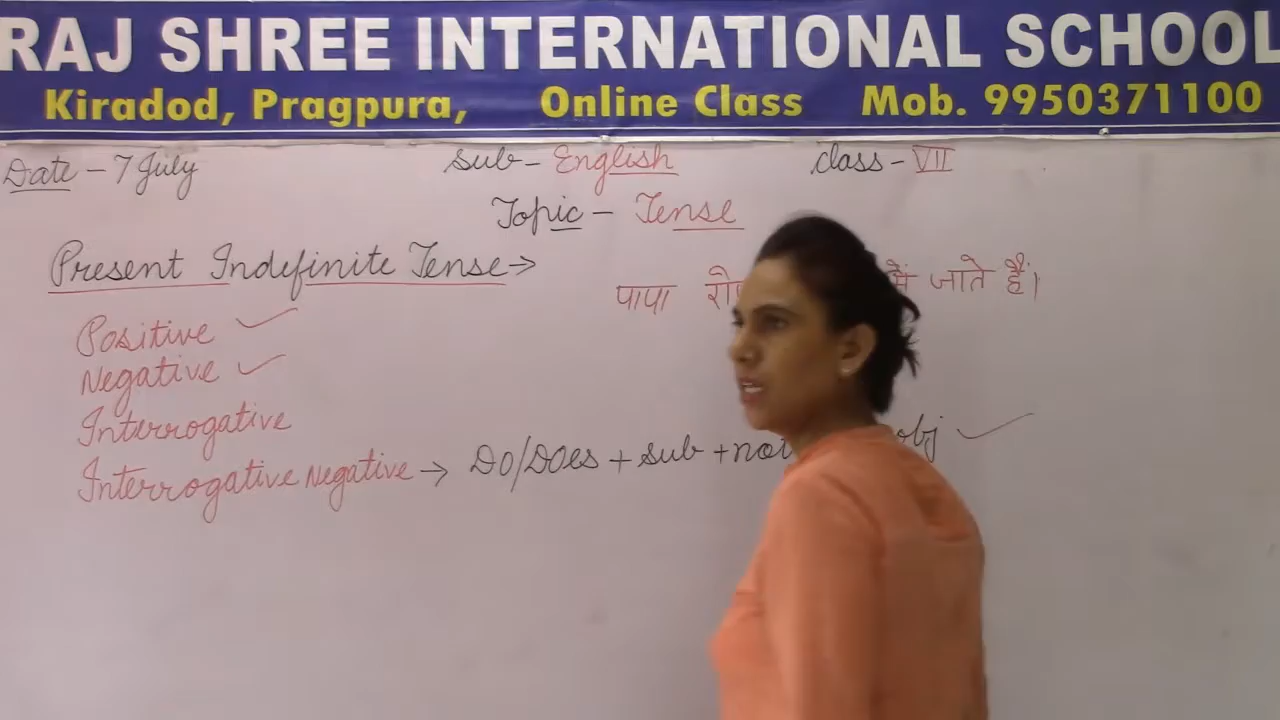 RAJ SHREE INTERNATIONAL SCHOOL
Kiradod, Pragpura, Online Class Mob. 9950371100
Date - 7 July Sub - English Class - VII
Topic - Tense
Present Indefinite Tense →
पापा में जाते हैं।
Positive ✓
Negative ✓
Interrogative
Interrogative Negative → DO/DOES + sub + not obj ✓